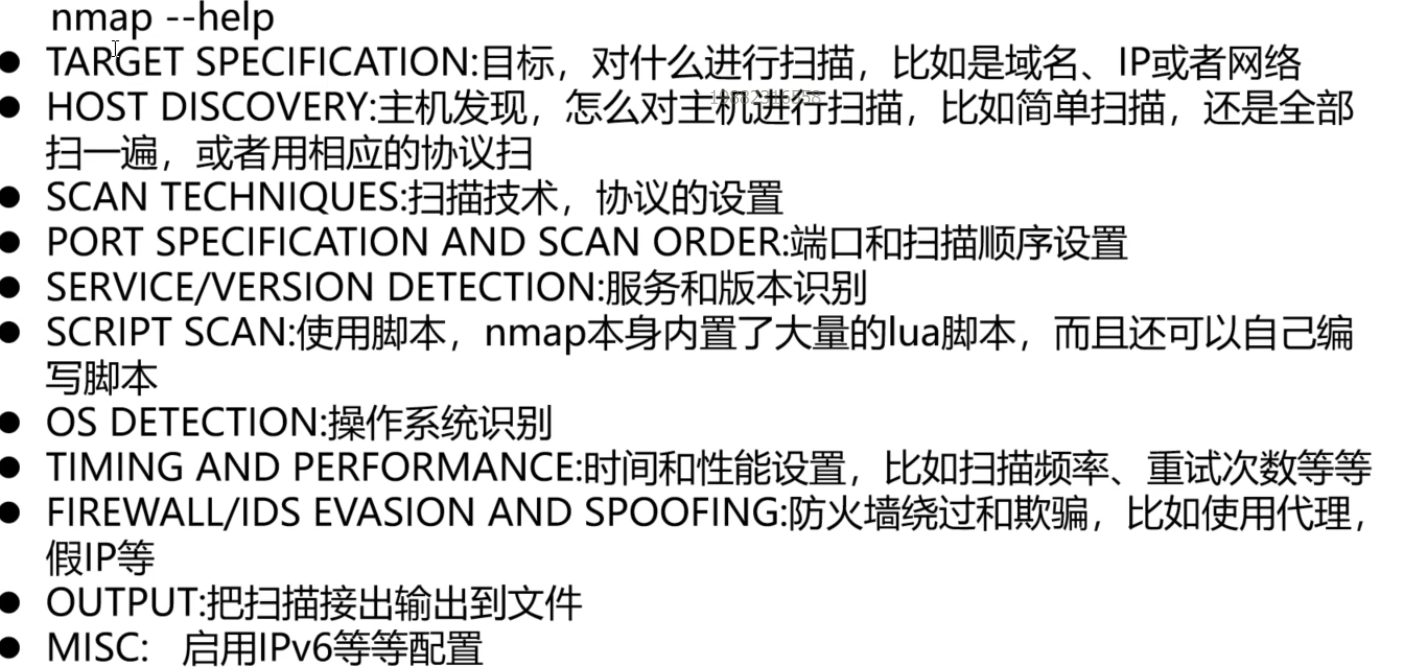 nmap --help
● TARGET SPECIFICATION:目标，对什么进行扫描，比如是域名、IP或者网络
● HOST DISCOVERY:主机发现，怎么对主机进行扫描，比如简单扫描，还是全部
扫一遍，或者用相应的协议扫
● SCAN TECHNIQUES:扫描技术，协议的设置
● PORT SPECIFICATION AND SCAN ORDER:端口和扫描顺序设置
● SERVICE/VERSION DETECTION:服务和版本识别
● SCRIPT SCAN:使用脚本，nmap本身内置了大量的lua脚本，而且还可以自己编
写脚本
● OS DETECTION:操作系统识别
● TIMING AND PERFORMANCE:时间和性能设置，比如扫描频率、重试次数等等
● FIREWALL/IDS EVASION AND SPOOFING:防火墙绕过和欺骗，比如使用代理，
假IP等
● OUTPUT:把扫描接出输出到文件
● MISC: 启用IPv6等等配置